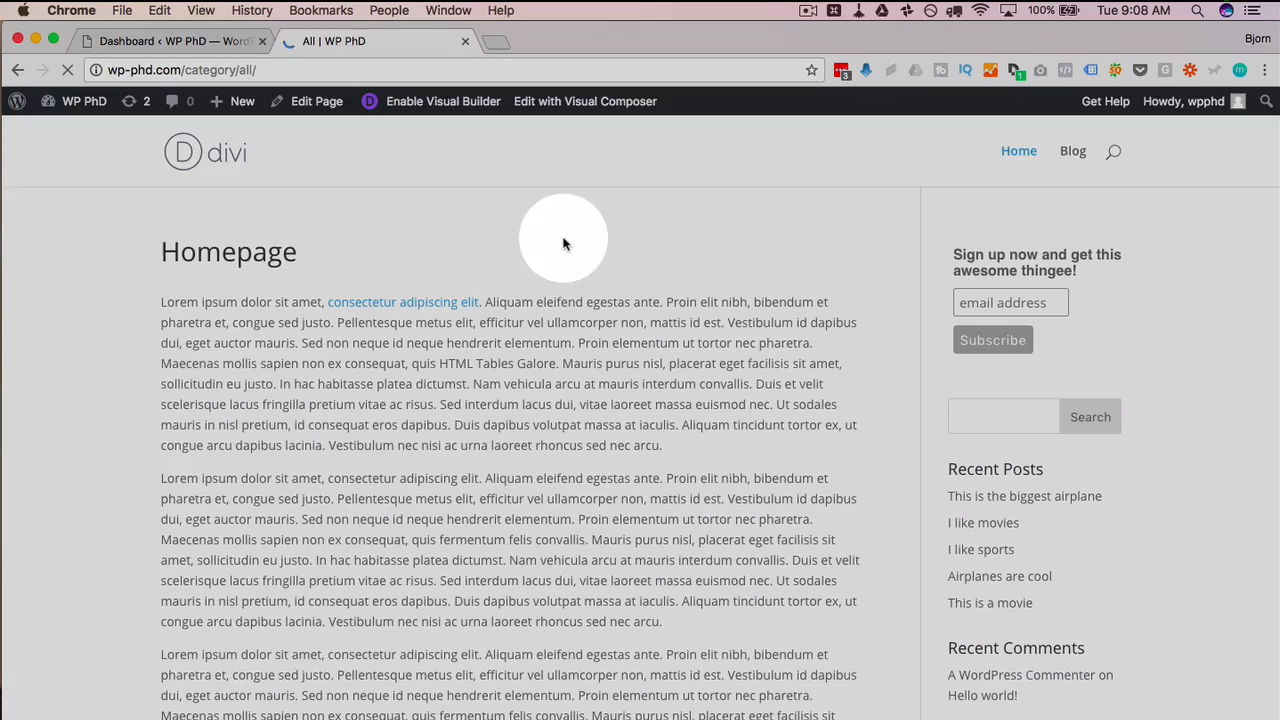 Chrome File Edit View History Bookmarks People Window Help 100% Tue 9:08 AM
Dashboard ‹ WP PhD — Word All | WP PhD Bjorn
wp-phd.com/category/all/
WP PhD 2 0 New Edit Page Enable Visual Builder Edit with Visual Composer Get Help Howdy, wpphd
D divi Home Blog
Homepage
Lorem ipsum dolor sit amet, consectetur adipiscing elit. Aliquam eleifend egestas ante. Proin elit nibh, bibendum et
pharetra et, congue sed justo. Pellentesque metus elit, efficitur vel ullamcorper non, mattis id est. Vestibulum id dapibus
dui, eget auctor mauris. Sed non neque id neque hendrerit elementum. Proin elementum ut tortor nec pharetra.
Maecenas mollis sapien non ex consequat, quis HTML Tables Galore. Mauris purus nisl, placerat eget facilisis sit amet,
sollicitudin eu justo. In hac habitasse platea dictumst. Nam vehicula arcu at mauris interdum convallis. Duis et velit
scelerisque lacus fringilla pretium vitae ac risus. Sed interdum lacus dui, vitae laoreet massa euismod nec. Ut sodales
mauris in nisl pretium, id consequat eros dapibus. Duis dapibus volutpat massa at iaculis. Aliquam tincidunt tortor ex, ut
congue arcu dapibus lacinia. Vestibulum nec nisi ac urna laoreet rhoncus sed nec arcu.
Lorem ipsum dolor sit amet, consectetur adipiscing elit. Aliquam eleifend egestas ante. Proin elit nibh, bibendum et
pharetra et, congue sed justo. Pellentesque metus elit, efficitur vel ullamcorper non, mattis id est. Vestibulum id dapibus
dui, eget auctor mauris. Sed non neque id neque hendrerit elementum. Proin elementum ut tortor nec pharetra.
Maecenas mollis sapien non ex consequat, quis fermentum felis convallis. Mauris purus nisl, placerat eget facilisis sit
amet, sollicitudin eu justo. In hac habitasse platea dictumst. Nam vehicula arcu at mauris interdum convallis. Duis et velit
scelerisque lacus fringilla pretium vitae ac risus. Sed interdum lacus dui, vitae laoreet massa euismod nec. Ut sodales
mauris in nisl pretium, id consequat eros dapibus. Duis dapibus volutpat massa at iaculis. Aliquam tincidunt tortor ex, ut
congue arcu dapibus lacinia. Vestibulum nec nisi ac urna laoreet rhoncus sed nec arcu.
Lorem ipsum dolor sit amet, consectetur adipiscing elit. Aliquam eleifend egestas ante. Proin elit nibh, bibendum et
pharetra et, congue sed justo. Pellentesque metus elit, efficitur vel ullamcorper non, mattis id est. Vestibulum id dapibus
dui, eget auctor mauris. Sed non neque id neque hendrerit elementum. Proin elementum ut tortor nec pharetra.
Maecenas mollis sapien non ex consequat, quis fermentum felis convallis. Mauris purus nisl, placerat eget facilisis sit
Sign up now and get this
awesome thingee!
email address
Subscribe
Search
Recent Posts
This is the biggest airplane
I like movies
I like sports
Airplanes are cool
This is a movie
Recent Comments
A WordPress Commenter on
Hello world!